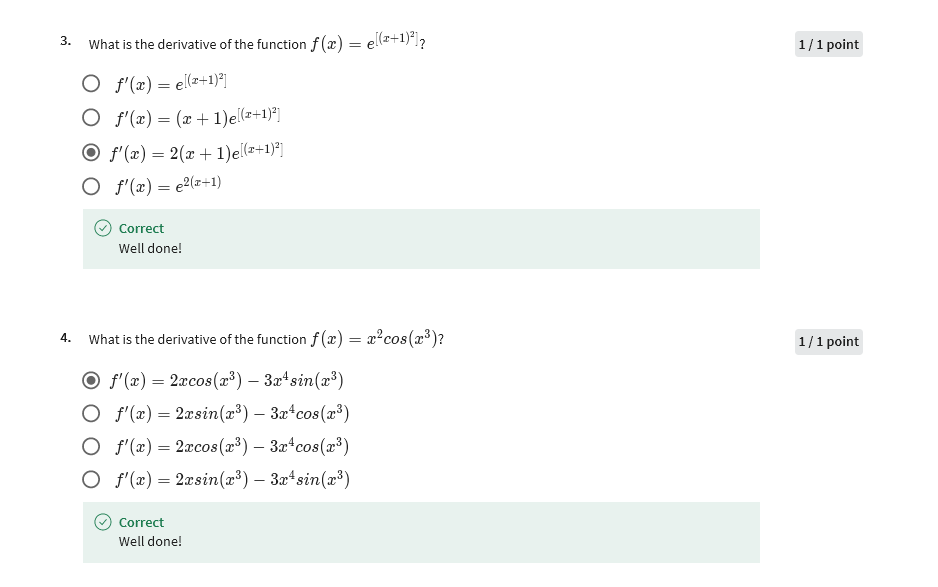 3. What is the derivative of the function f(x) = e^{[(x+1)^2]}? 1 / 1 point
f′(x) = e^{[(x+1)^2]}
f′(x) = (x + 1)e^{[(x+1)^2]}
f′(x) = 2(x + 1)e^{[(x+1)^2]}
f′(x) = e^{2(x+1)}
Correct
Well done!
4. What is the derivative of the function f(x) = x^2cos(x^3)? 1 / 1 point
f′(x) = 2xcos(x^3) − 3x^4sin(x^3)
f′(x) = 2xsin(x^3) − 3x^4cos(x^3)
f′(x) = 2xcos(x^3) − 3x^4cos(x^3)
f′(x) = 2xsin(x^3) − 3x^4sin(x^3)
Correct
Well done!